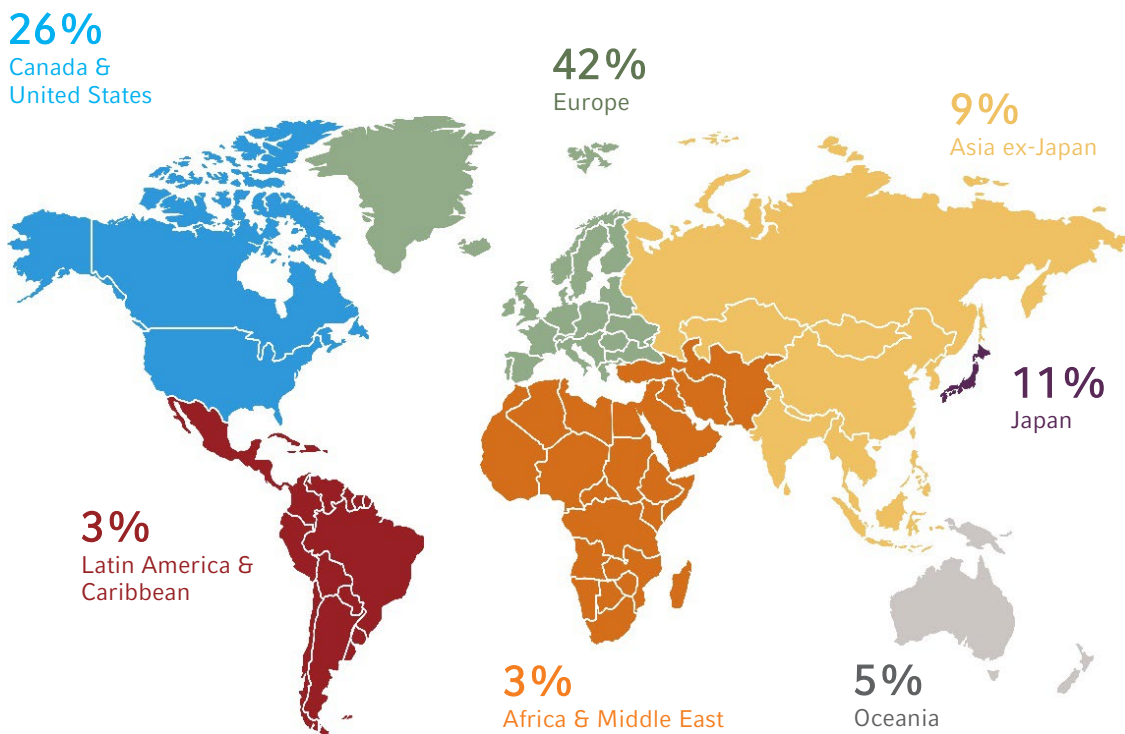 26%
Canada &
United States
42%
Europe
9%
Asia ex-Japan
11%
Japan
3%
Latin America &
Caribbean
3%
Africa & Middle East
5%
Oceania